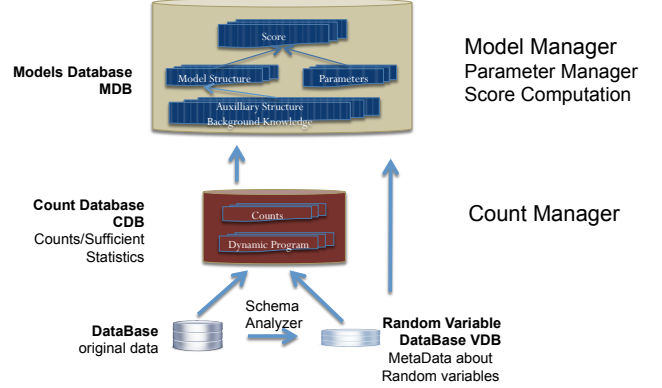 Score
Model Structure
Parameters
Auxilliary Structure
Background Knowledge
Models Database
MDB
Model Manager
Parameter Manager
Score Computation
Count Database
CDB
Counts/Sufficient
Statistics
Counts
Dynamic Program
Count Manager
DataBase
original data
Schema
Analyzer
Random Variable
DataBase VDB
MetaData about
Random variables